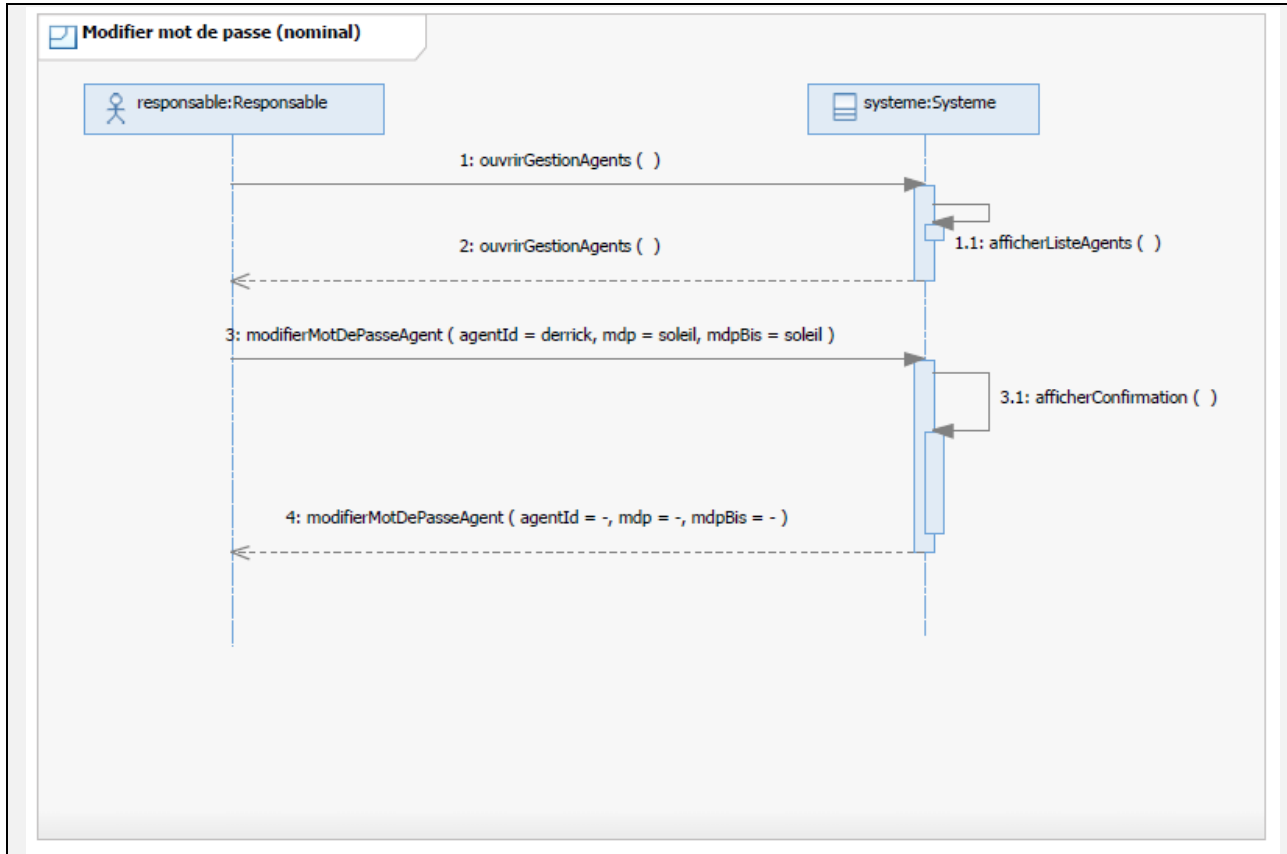 Modifier mot de passe (nominal)
responsable:Responsable
systeme:Systeme
1: ouvrirGestionAgents ( )
1.1: afficherListeAgents ( )
2: ouvrirGestionAgents ( )
3: modifierMotDePasseAgent ( agentId = derrick, mdp = soleil, mdpBis = soleil )
3.1: afficherConfirmation ( )
4: modifierMotDePasseAgent ( agentId = -, mdp = -, mdpBis = - )